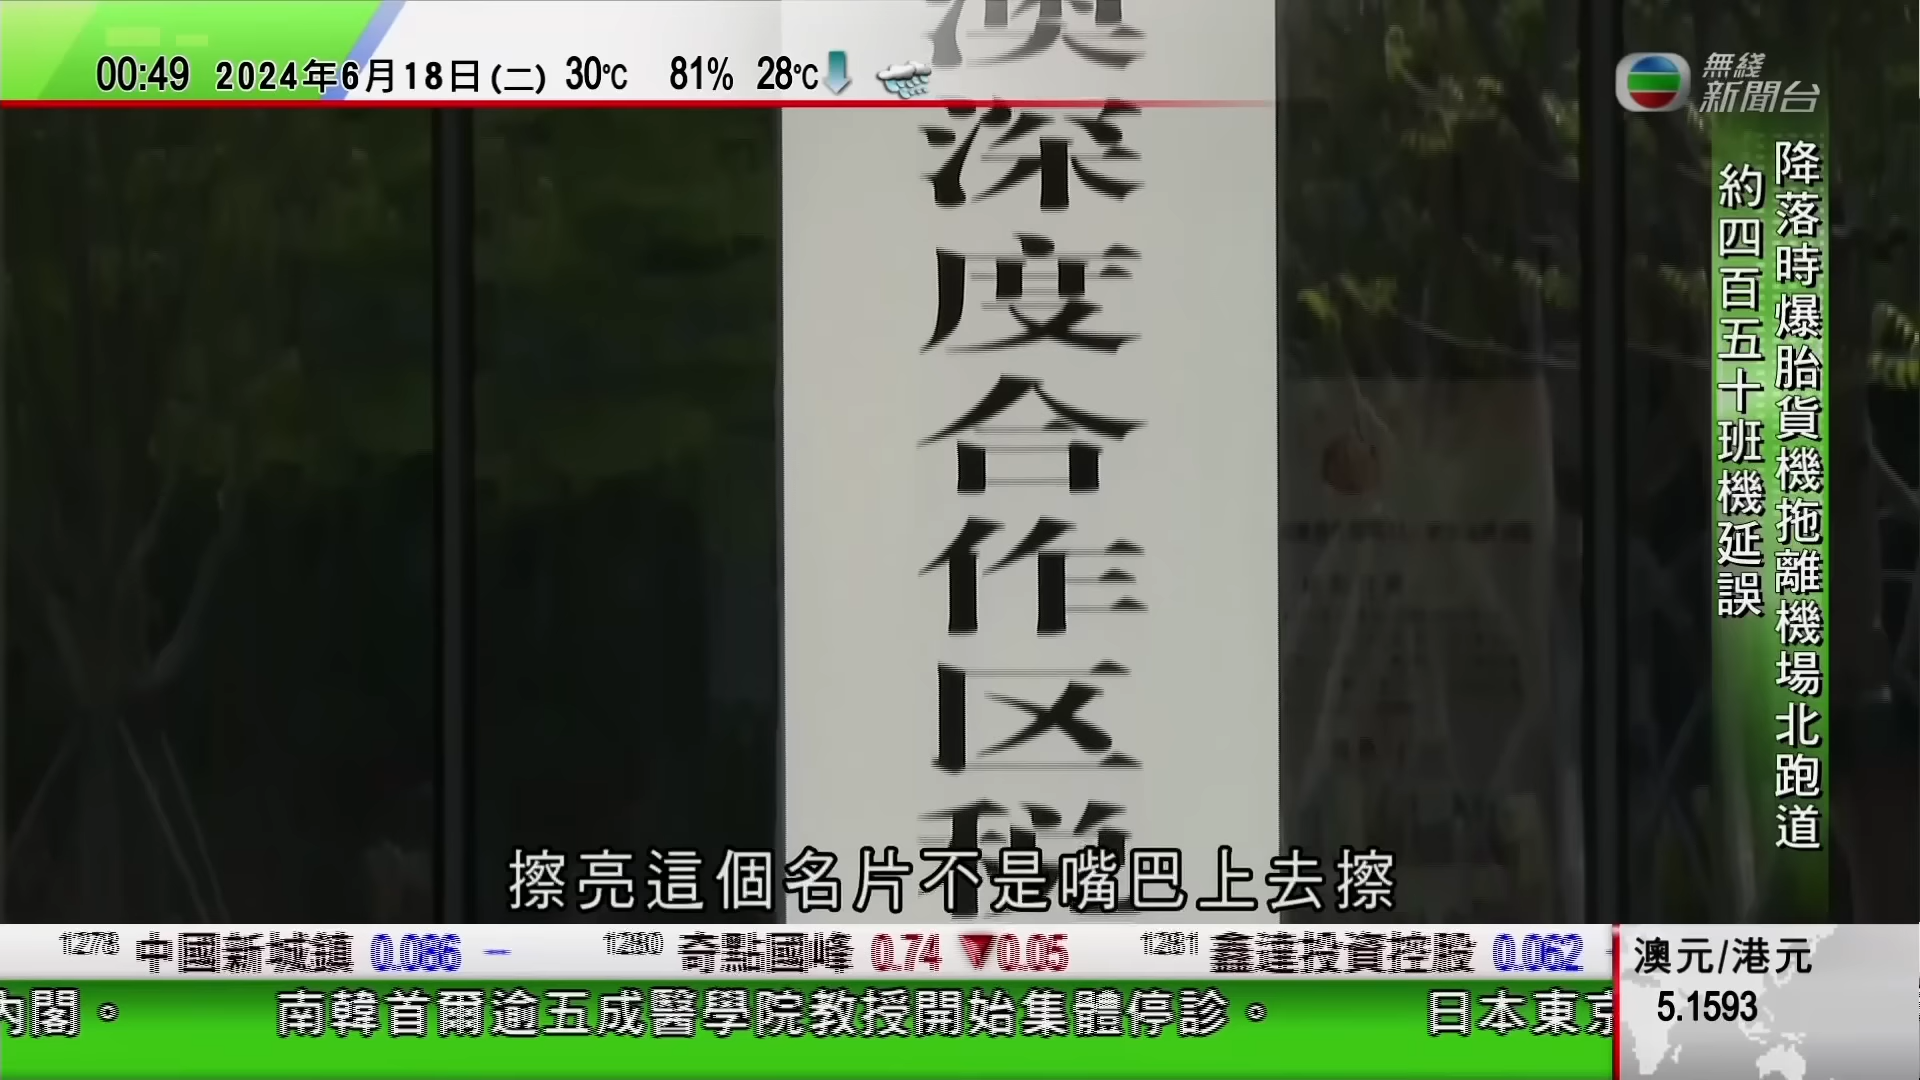 00:49 2024年6月18日(二) 30℃ 81% 28℃
無綫
新聞台
降落時爆胎貨機拖離機場北跑道
約四百五十班機延誤
澳深度合作区税
擦亮這個名片不是嘴巴上去擦
1278 中國新城鎮 0.086 － 1280 奇點國峰 0.74 ▼0.05 1281 鑫達投資控股 0.062
澳元/港元
5.1593
內閣。 南韓首爾逾五成醫學院教授開始集體停診。 日本東京